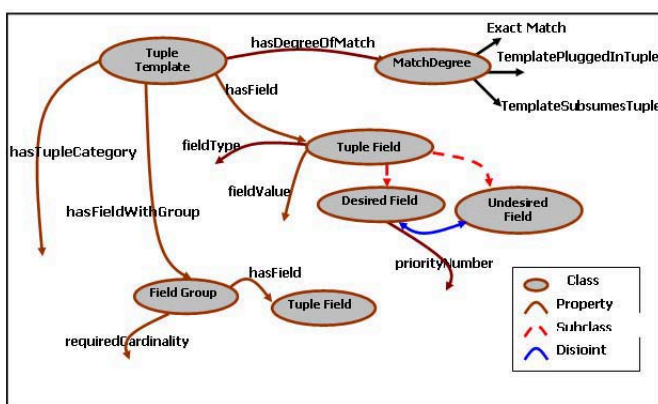 Exact Match
Tuple
Template
hasDegreeOfMatch
MatchDegree
TemplatePluggedInTuple
hasField
TemplateSubsumesTuple
fieldType
Tuple Field
hasTupleCategory
fieldValue
Desired Field
Undesired
Field
hasFieldWithGroup
priorityNumber
hasField
Field Group
Tuple Field
requiredCardinality
Class
Property
Subclass
Disioint